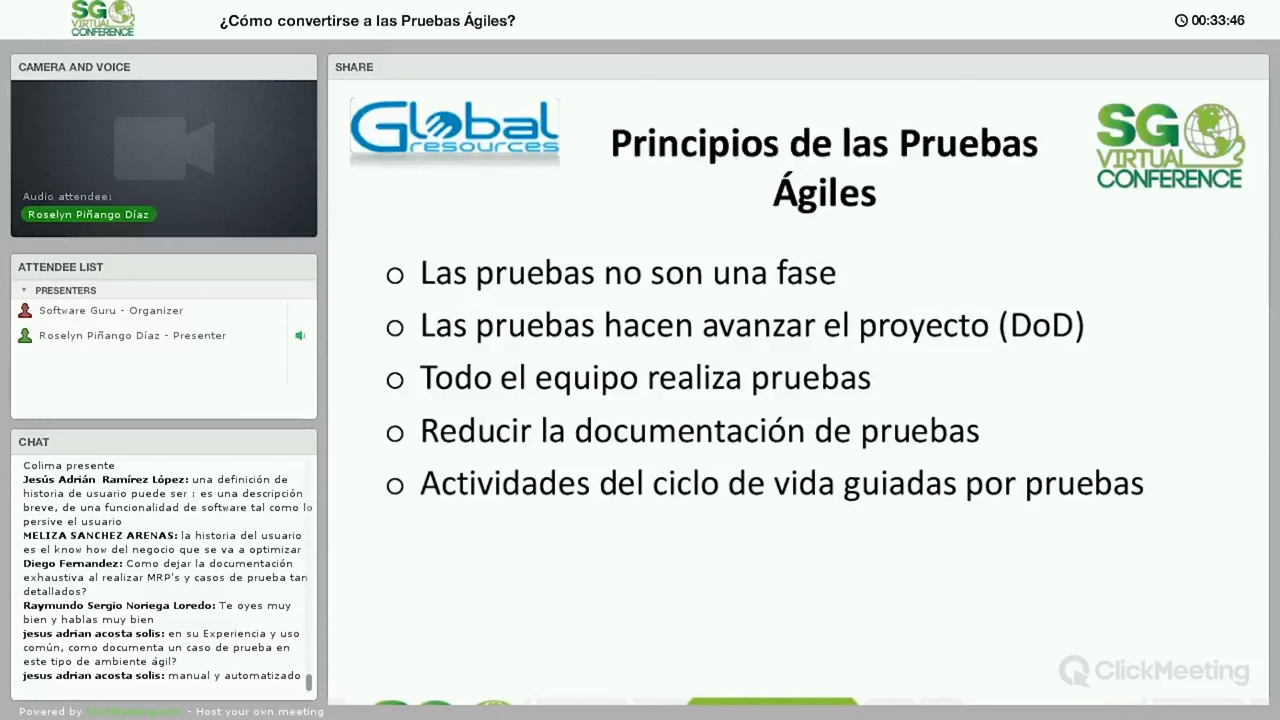 SG
VIRTUAL
CONFERENCE
¿Cómo convertirse a las Pruebas Ágiles?
00:33:46
CAMERA AND VOICE
Audio attendee:
Roselyn Piñango Díaz
ATTENDEE LIST
PRESENTERS
Software Guru - Organizer
Roselyn Piñango Díaz - Presenter
CHAT
Colima presente
Jesús Adrián Ramírez López: una definición de
historia de usuario puede ser : es una descripción
breve, de una funcionalidad de software tal como lo
persive el usuario
MELIZA SANCHEZ ARENAS: la historia del usuario
es el know how del negocio que se va a optimizar
Diego Fernandez: Como dejar la documentación
exhaustiva al realizar MRP's y casos de prueba tan
detallados?
Raymundo Sergio Noriega Loredo: Te oyes muy
bien y hablas muy bien
jesus adrian acosta solis: en su Experiencia y uso
común, como documenta un caso de prueba en
este tipo de ambiente ágil?
jesus adrian acosta solis: manual y automatizado
Powered by ClickMeeting.com - Host your own meeting
SHARE
Global
resources
Principios de las Pruebas
Ágiles
SG
VIRTUAL
CONFERENCE
o Las pruebas no son una fase
o Las pruebas hacen avanzar el proyecto (DoD)
o Todo el equipo realiza pruebas
o Reducir la documentación de pruebas
o Actividades del ciclo de vida guiadas por pruebas
ClickMeeting